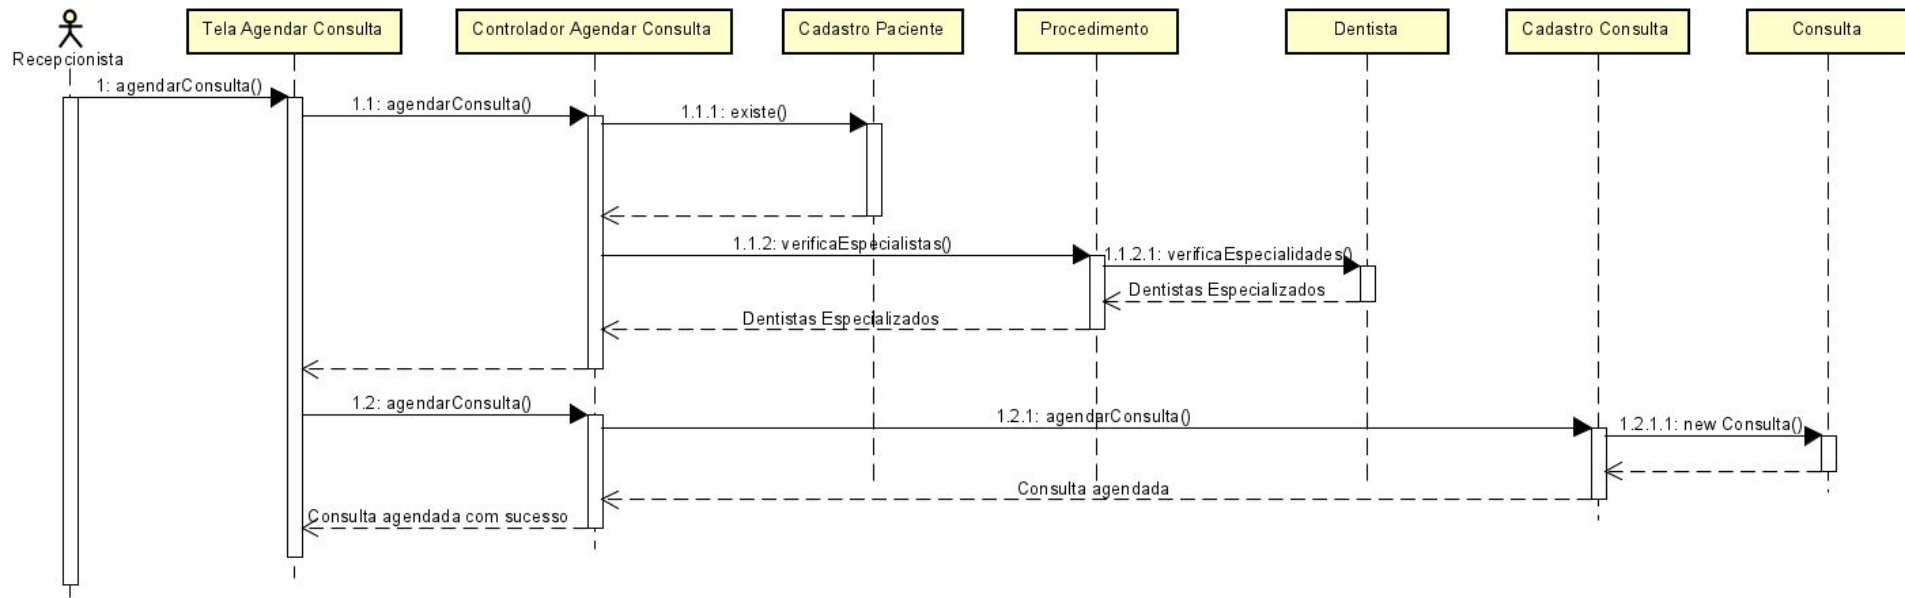 Tela Agendar Consulta
Controlador Agendar Consulta
Cadastro Paciente
Procedimento
Dentista
Cadastro Consulta
Consulta
Recepcionista
1: agendarConsulta()
1.1: agendarConsulta()
1.1.1: existe()
1.1.2: verificaEspecialistas()
1.1.2.1: verificaEspecialidades()
Dentistas Especializados
Dentistas Especializados
1.2: agendarConsulta()
1.2.1: agendarConsulta()
1.2.1.1: new Consulta()
Consulta agendada
Consulta agendada com sucesso